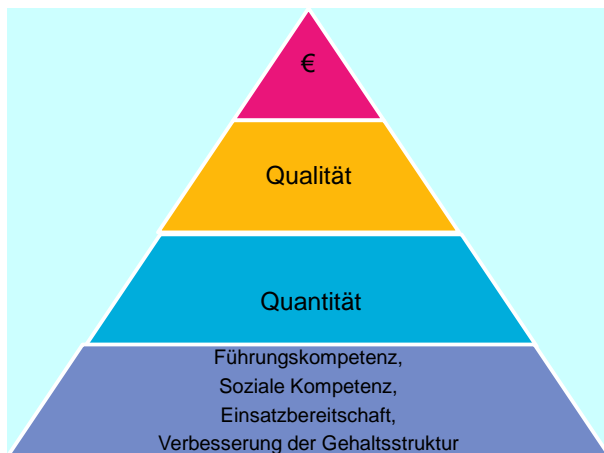 €
Qualität
Quantität
Führungskompetenz,
Soziale Kompetenz,
Einsatzbereitschaft,
Verbesserung der Gehaltsstruktur